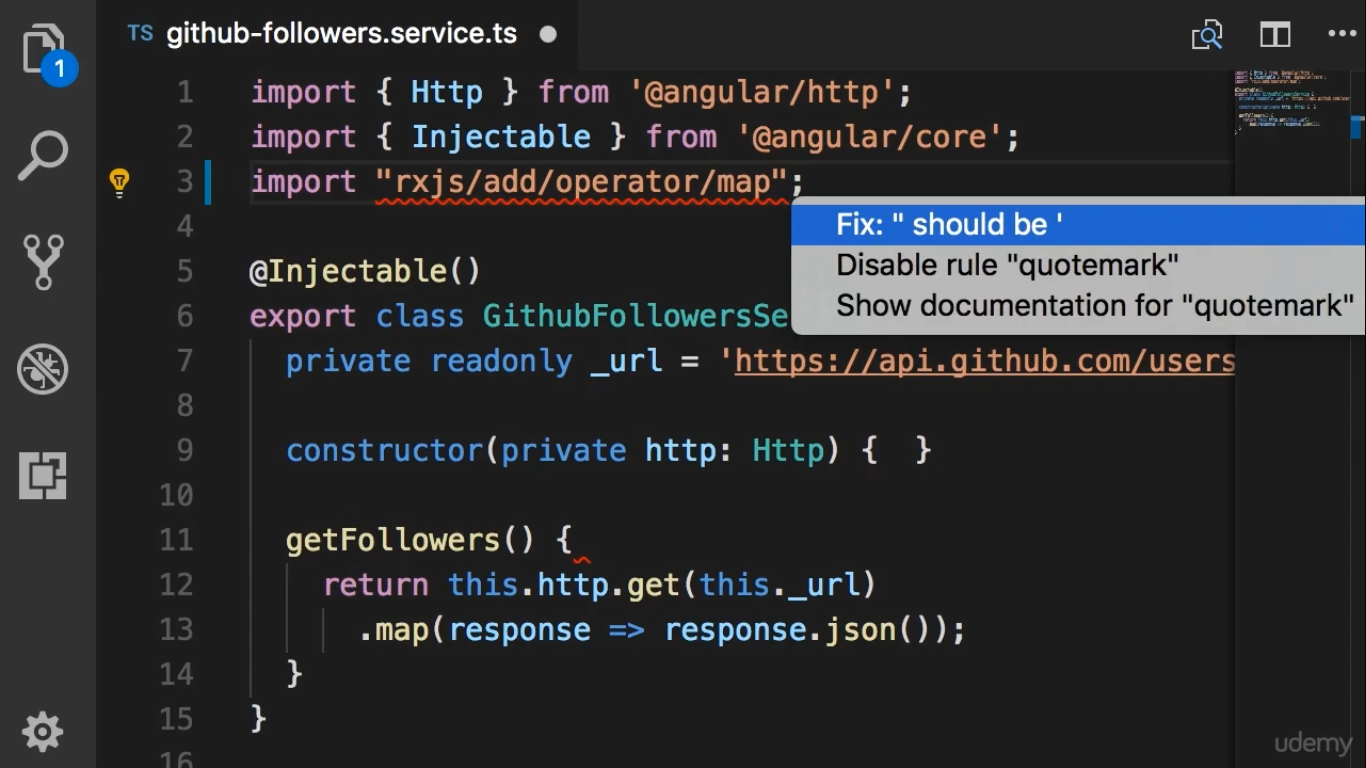 TS github-followers.service.ts
1
1 import { Http } from '@angular/http';
2 import { Injectable } from '@angular/core';
3 import "rxjs/add/operator/map";
Fix: " should be '
Disable rule "quotemark"
Show documentation for "quotemark"
4
5 @Injectable()
6 export class GithubFollowersSe
7 private readonly _url = 'https://api.github.com/users
8
9 constructor(private http: Http) { }
10
11 getFollowers() {
12 return this.http.get(this._url)
13 .map(response => response.json());
14 }
15 }
16
udemy